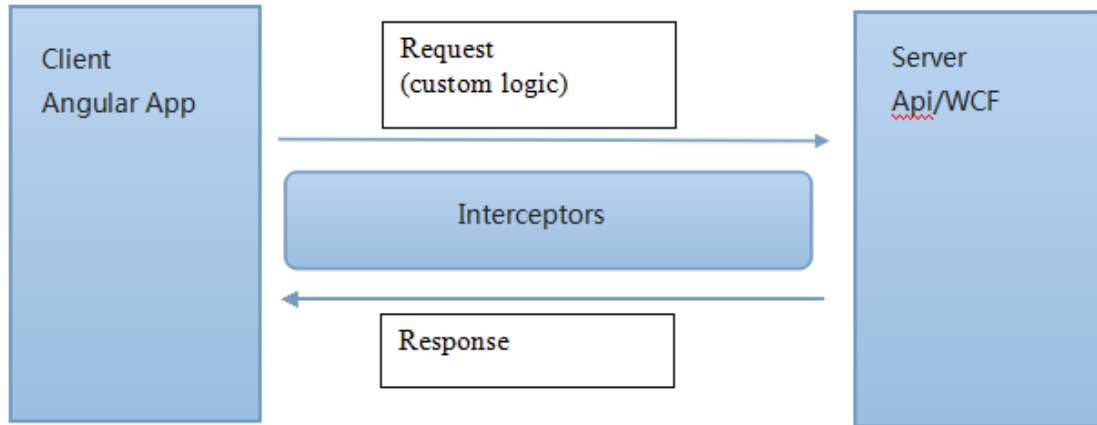 Client
Angular App
Request
(custom logic)
Server
Api/WCF
Interceptors
Response